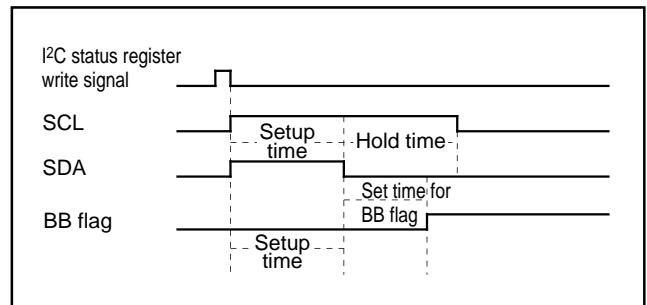 I2C status register
write signal
SCL
Setup
time
Hold time
SDA
Set time for
BB flag
BB flag
Setup
time